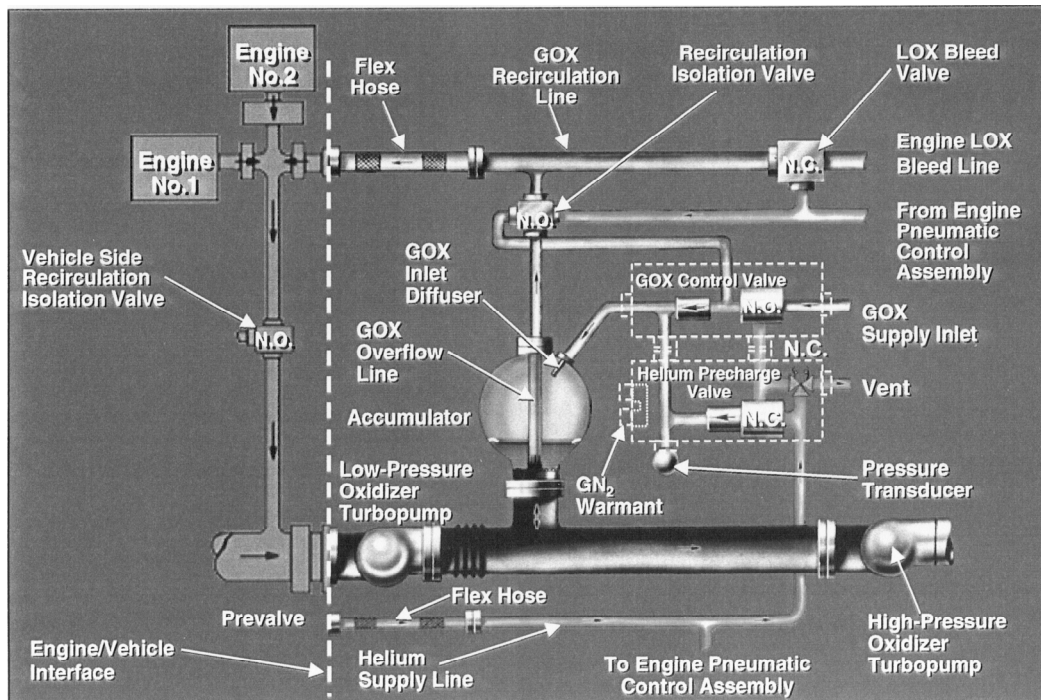 Engine
No.2
Engine
No.1
Flex
Hose
GOX
Recirculation
Line
Recirculation
Isolation Valve
LOX Bleed
Valve
N.C.
Engine LOX
Bleed Line
N.O.
From Engine
Pneumatic
Control
Assembly
Vehicle Side
Recirculation
Isolation Valve
N.O.
GOX
Inlet
Diffuser
GOX Control Valve
N.O.
GOX
Supply Inlet
GOX
Overflow
Line
N.C.
Helium Precharge
Valve
Vent
N.C.
Accumulator
Low-Pressure
Oxidizer
Turbopump
GN₂
Warmant
Pressure
Transducer
Prevalve
Flex Hose
Engine/Vehicle
Interface
Helium
Supply Line
To Engine Pneumatic
Control Assembly
High-Pressure
Oxidizer
Turbopump